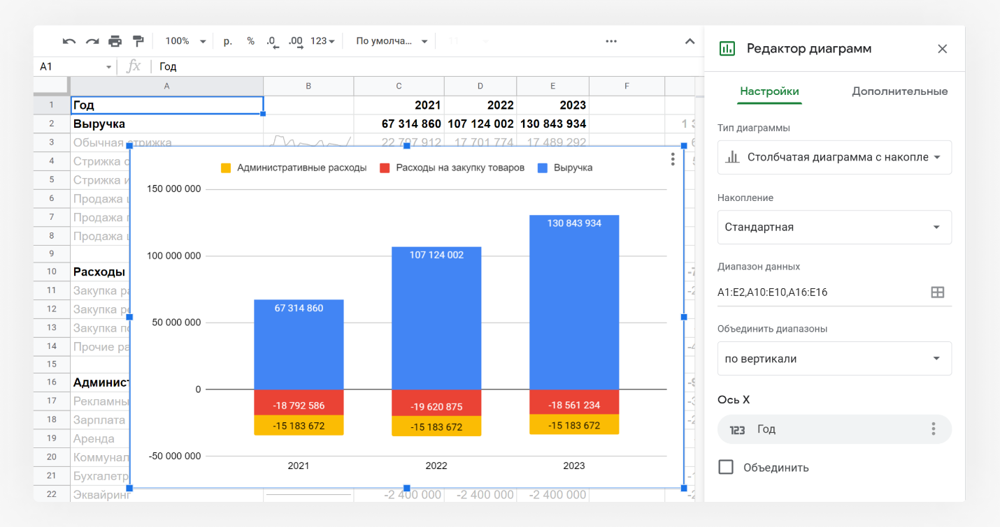 100% р. % .0 .00 123 По умолча...
Редактор диаграмм
A1 fx Год
Настройки Дополнительные
A B C D E F
1 Год 2021 2022 2023
2 Выручка 67 314 860 107 124 002 130 843 934
3 Обычная стрижка 22 797 912 17 701 774 17 489 292
4 Стрижка
5 Стрижка
6 Продажа
7 Продажа
8 Продажа
9
10 Расходы
11 Закупка
12 Закупка
13 Закупка
14 Прочие
15
16 Админист
17 Рекламны
18 Зарплата
19 Аренда
20 Коммунал
21 Бухгалетр
22 Эквайринг -2 400 000 -2 400 000 -2 400 000
Административные расходы Расходы на закупку товаров Выручка
150 000 000
100 000 000
50 000 000
0
-50 000 000
67 314 860
107 124 002
130 843 934
-18 792 586
-19 620 875
-18 561 234
-15 183 672
-15 183 672
-15 183 672
2021 2022 2023
Тип диаграммы
Столбчатая диаграмма с накопле
Накопление
Стандартная
Диапазон данных
A1:E2,A10:E10,A16:E16
Объединить диапазоны
по вертикали
Ось X
123 Год
Объединить